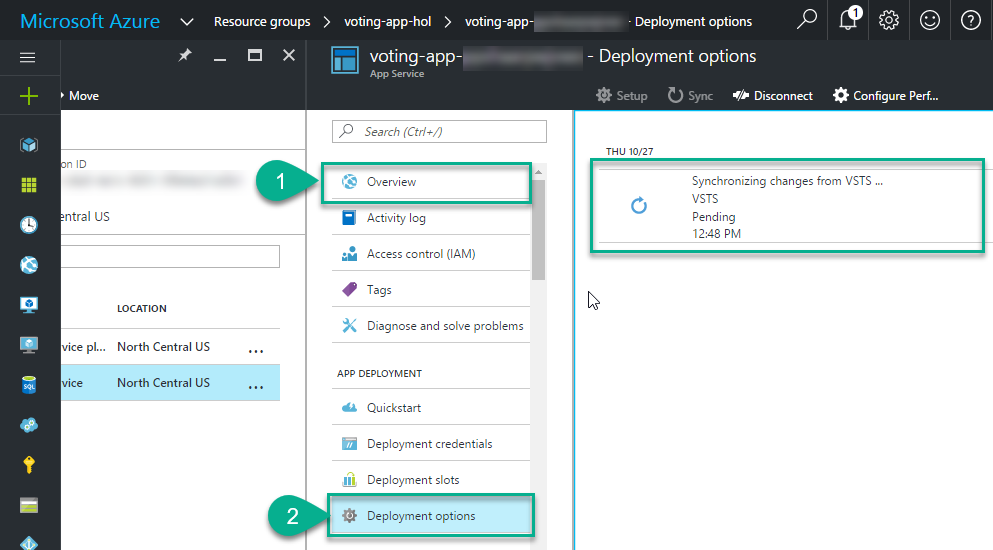 Microsoft Azure
Resource groups
voting-app-hol
voting-app-
- Deployment options
1
voting-app-
- Deployment options
App Service
Move
Setup
Sync
Disconnect
Configure Perf...
Search (Ctrl+/)
on ID
entral US
LOCATION
vice pl...
North Central US
...
vice
North Central US
...
1
Overview
Activity log
Access control (IAM)
Tags
Diagnose and solve problems
APP DEPLOYMENT
Quickstart
Deployment credentials
Deployment slots
2
Deployment options
THU 10/27
Synchronizing changes from VSTS ...
VSTS
Pending
12:48 PM
SQL